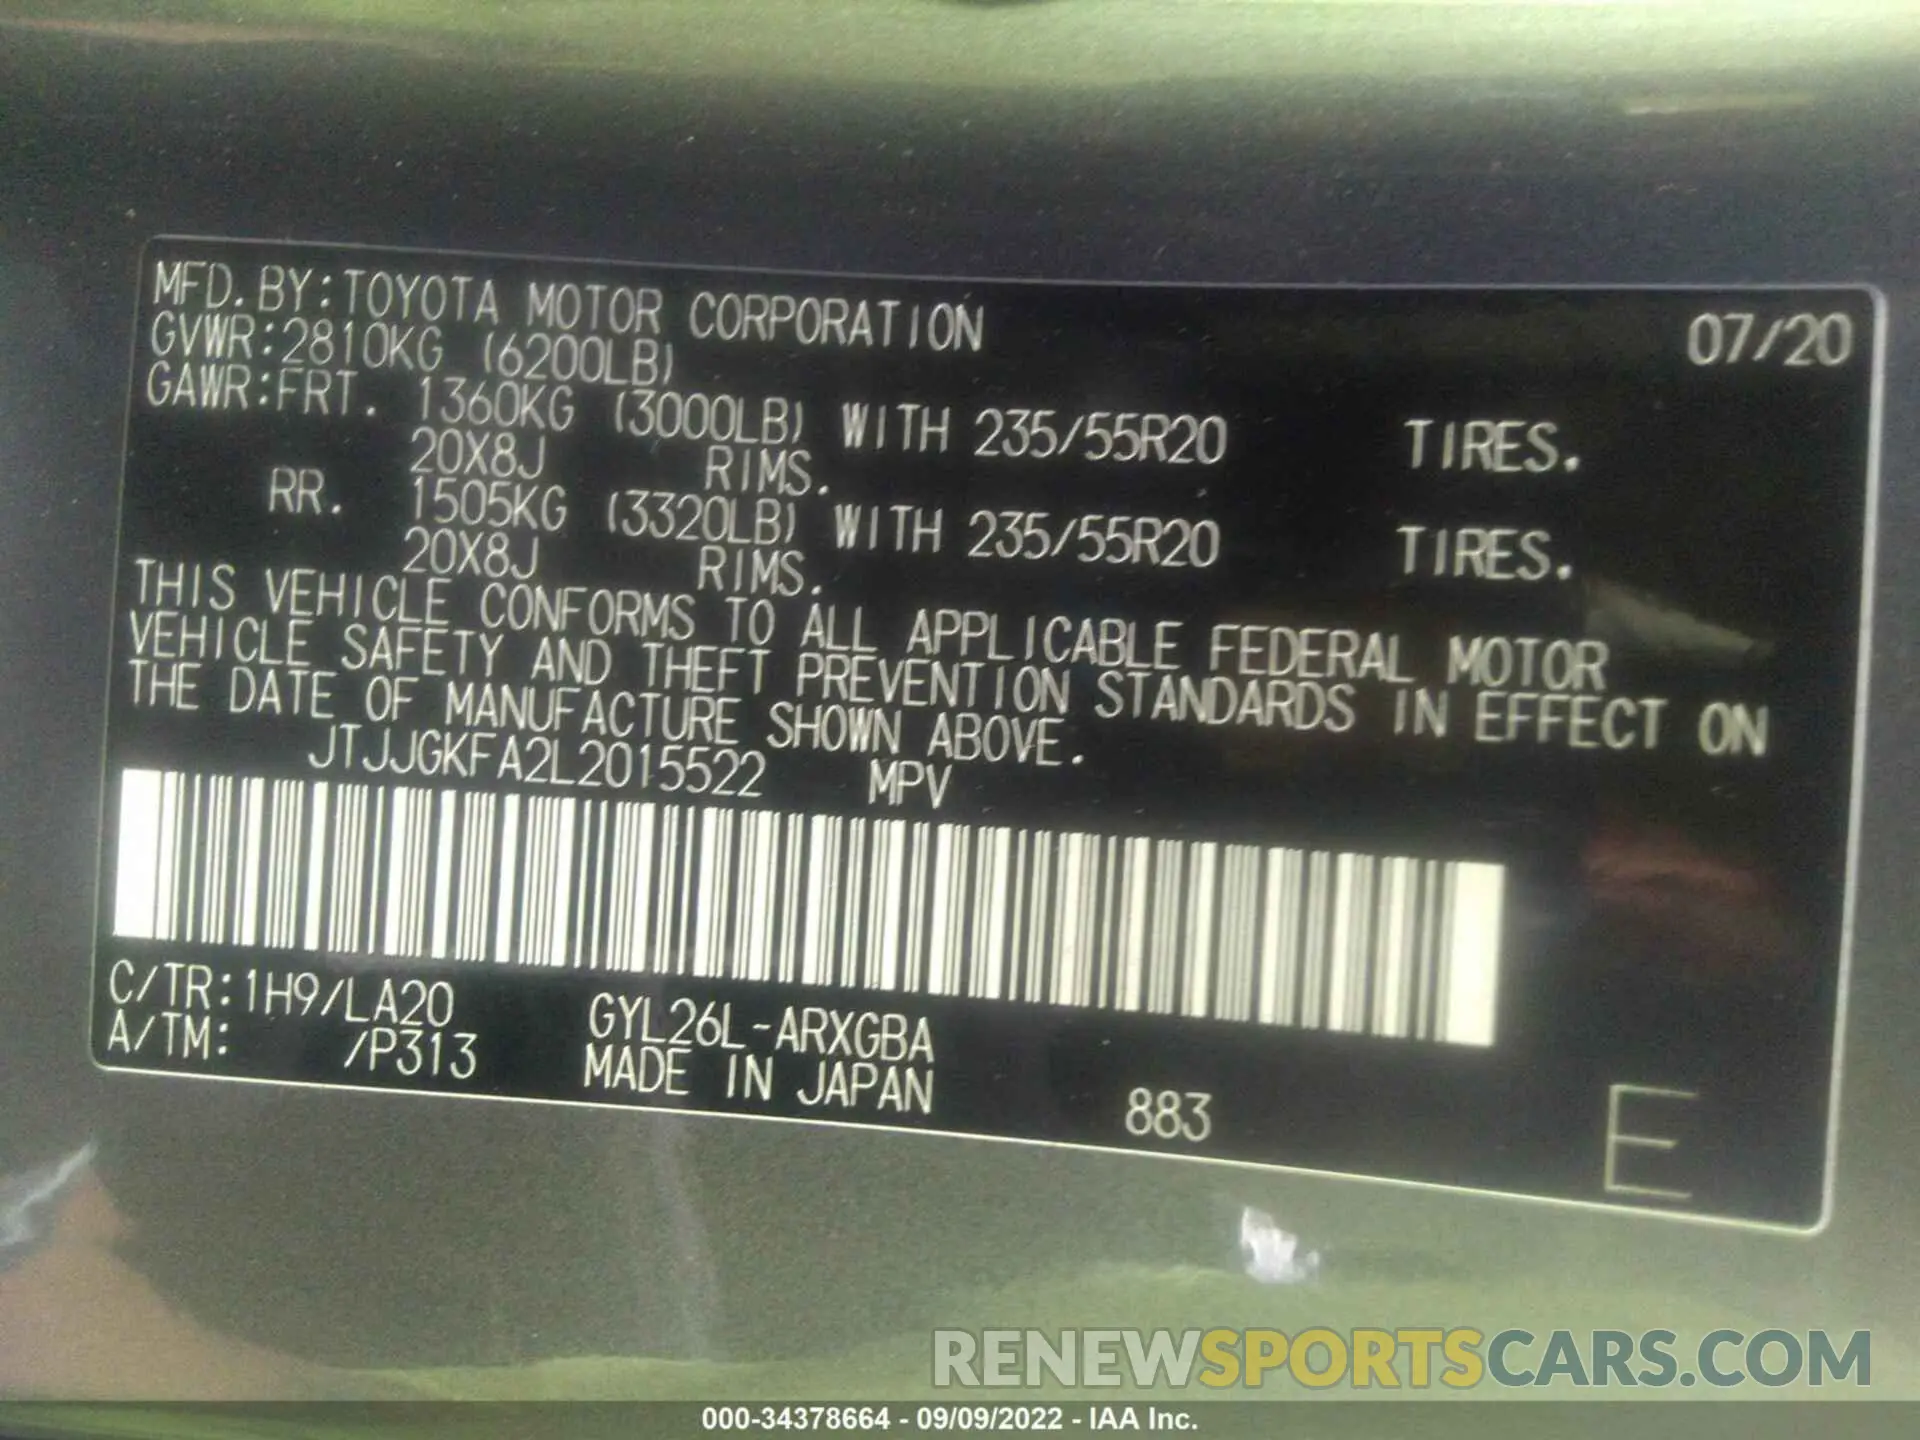 MFD.BY:TOYOTA MOTOR CORPORATION 07/20
GVWR:2810KG (6200LB)
GAWR:FRT. 1360KG (3000LB) WITH 235/55R20 TIRES.
20X8J RIMS.
RR. 1505KG (3320LB) WITH 235/55R20 TIRES.
20X8J RIMS.
THIS VEHICLE CONFORMS TO ALL APPLICABLE FEDERAL MOTOR
VEHICLE SAFETY AND THEFT PREVENTION STANDARDS IN EFFECT ON
THE DATE OF MANUFACTURE SHOWN ABOVE.
JTJJGKFA2L2015522 MPV
C/TR:1H9/LA20 GYL26L-ARXGBA
A/TM: /P313 MADE IN JAPAN 883
E
RENEWSPORTSCARS.COM
000-34378664 - 09/09/2022 - IAA Inc.